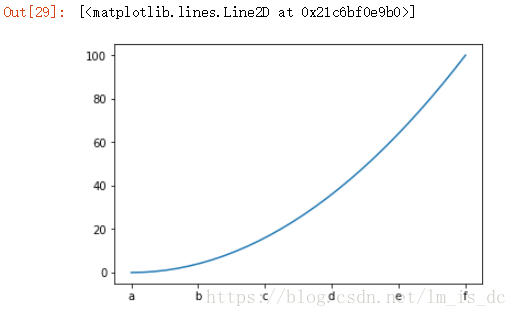 Out[29]: [<matplotlib.lines.Line2D at 0x21c6bf0e9b0>]
100
80
60
40
20
0
a b c d e f
https://blog.csdn.net/lm_is_dc